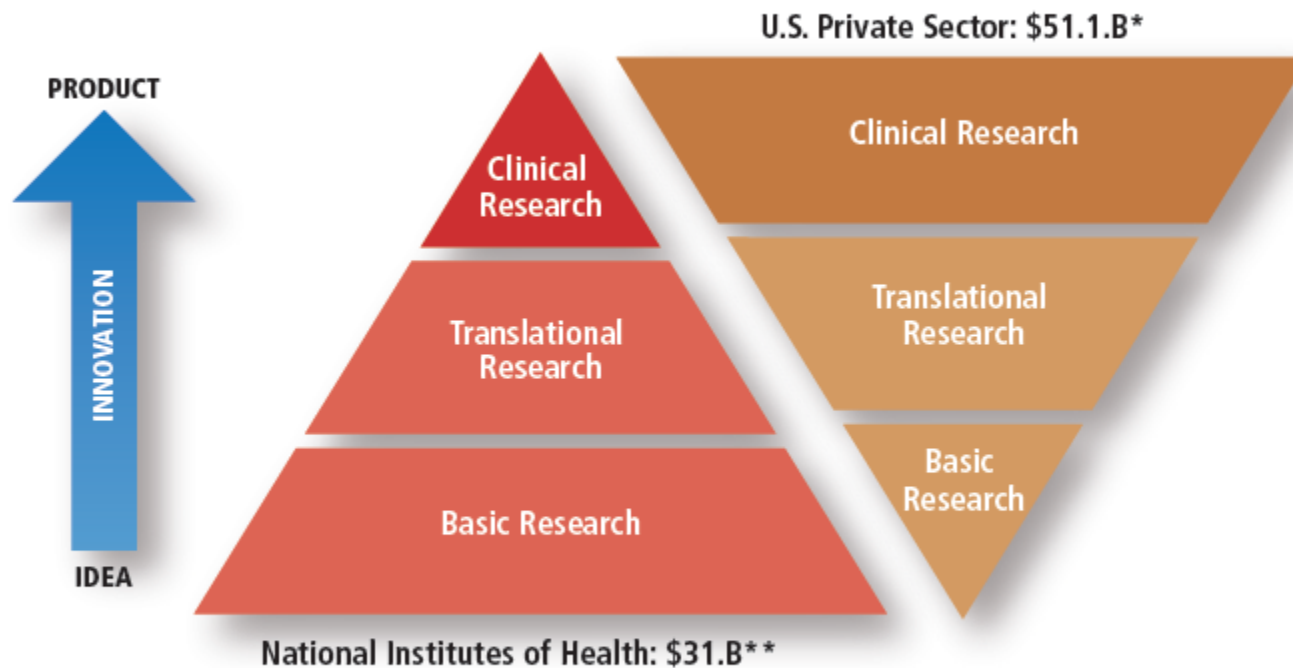 U.S. Private Sector: $51.1.B*
PRODUCT
INNOVATION
IDEA
Clinical
Research
Translational
Research
Basic Research
Clinical Research
Translational
Research
Basic
Research
National Institutes of Health: $31.B**